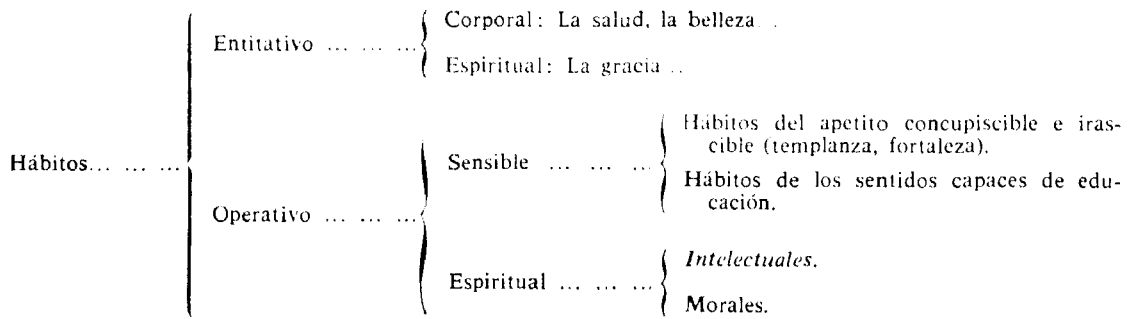 Corporal: La salud, la belleza ..
Entitativo ... ... ...
Espiritual: La gracia ..
Hábitos del apetito concupiscible e iras-
cible (templanza, fortaleza).
Sensible ... ... ...
Hábitos... ... ...
Hábitos de los sentidos capaces de edu-
cación.
Operativo ... ... ...
Intelectuales.
Espiritual ... ... ...
Morales.